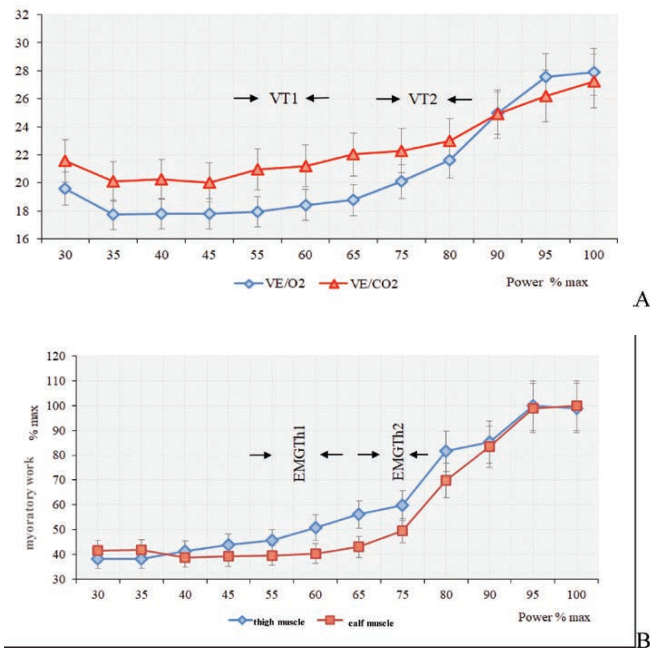 A
28
26
24
22
20
18
16
VT1
VT2
30 35 40 45 55 60 65 75 80 90 95 100
VE/O2 VE/CO2 Power % max
A
120
110
100
90
80
70
60
50
40
30
myoratory work % max
EMGTh1
EMGTh2
30 35 40 45 55 60 65 75 80 90 95 100
Power % max
thigh muscle calf muscle
B
B